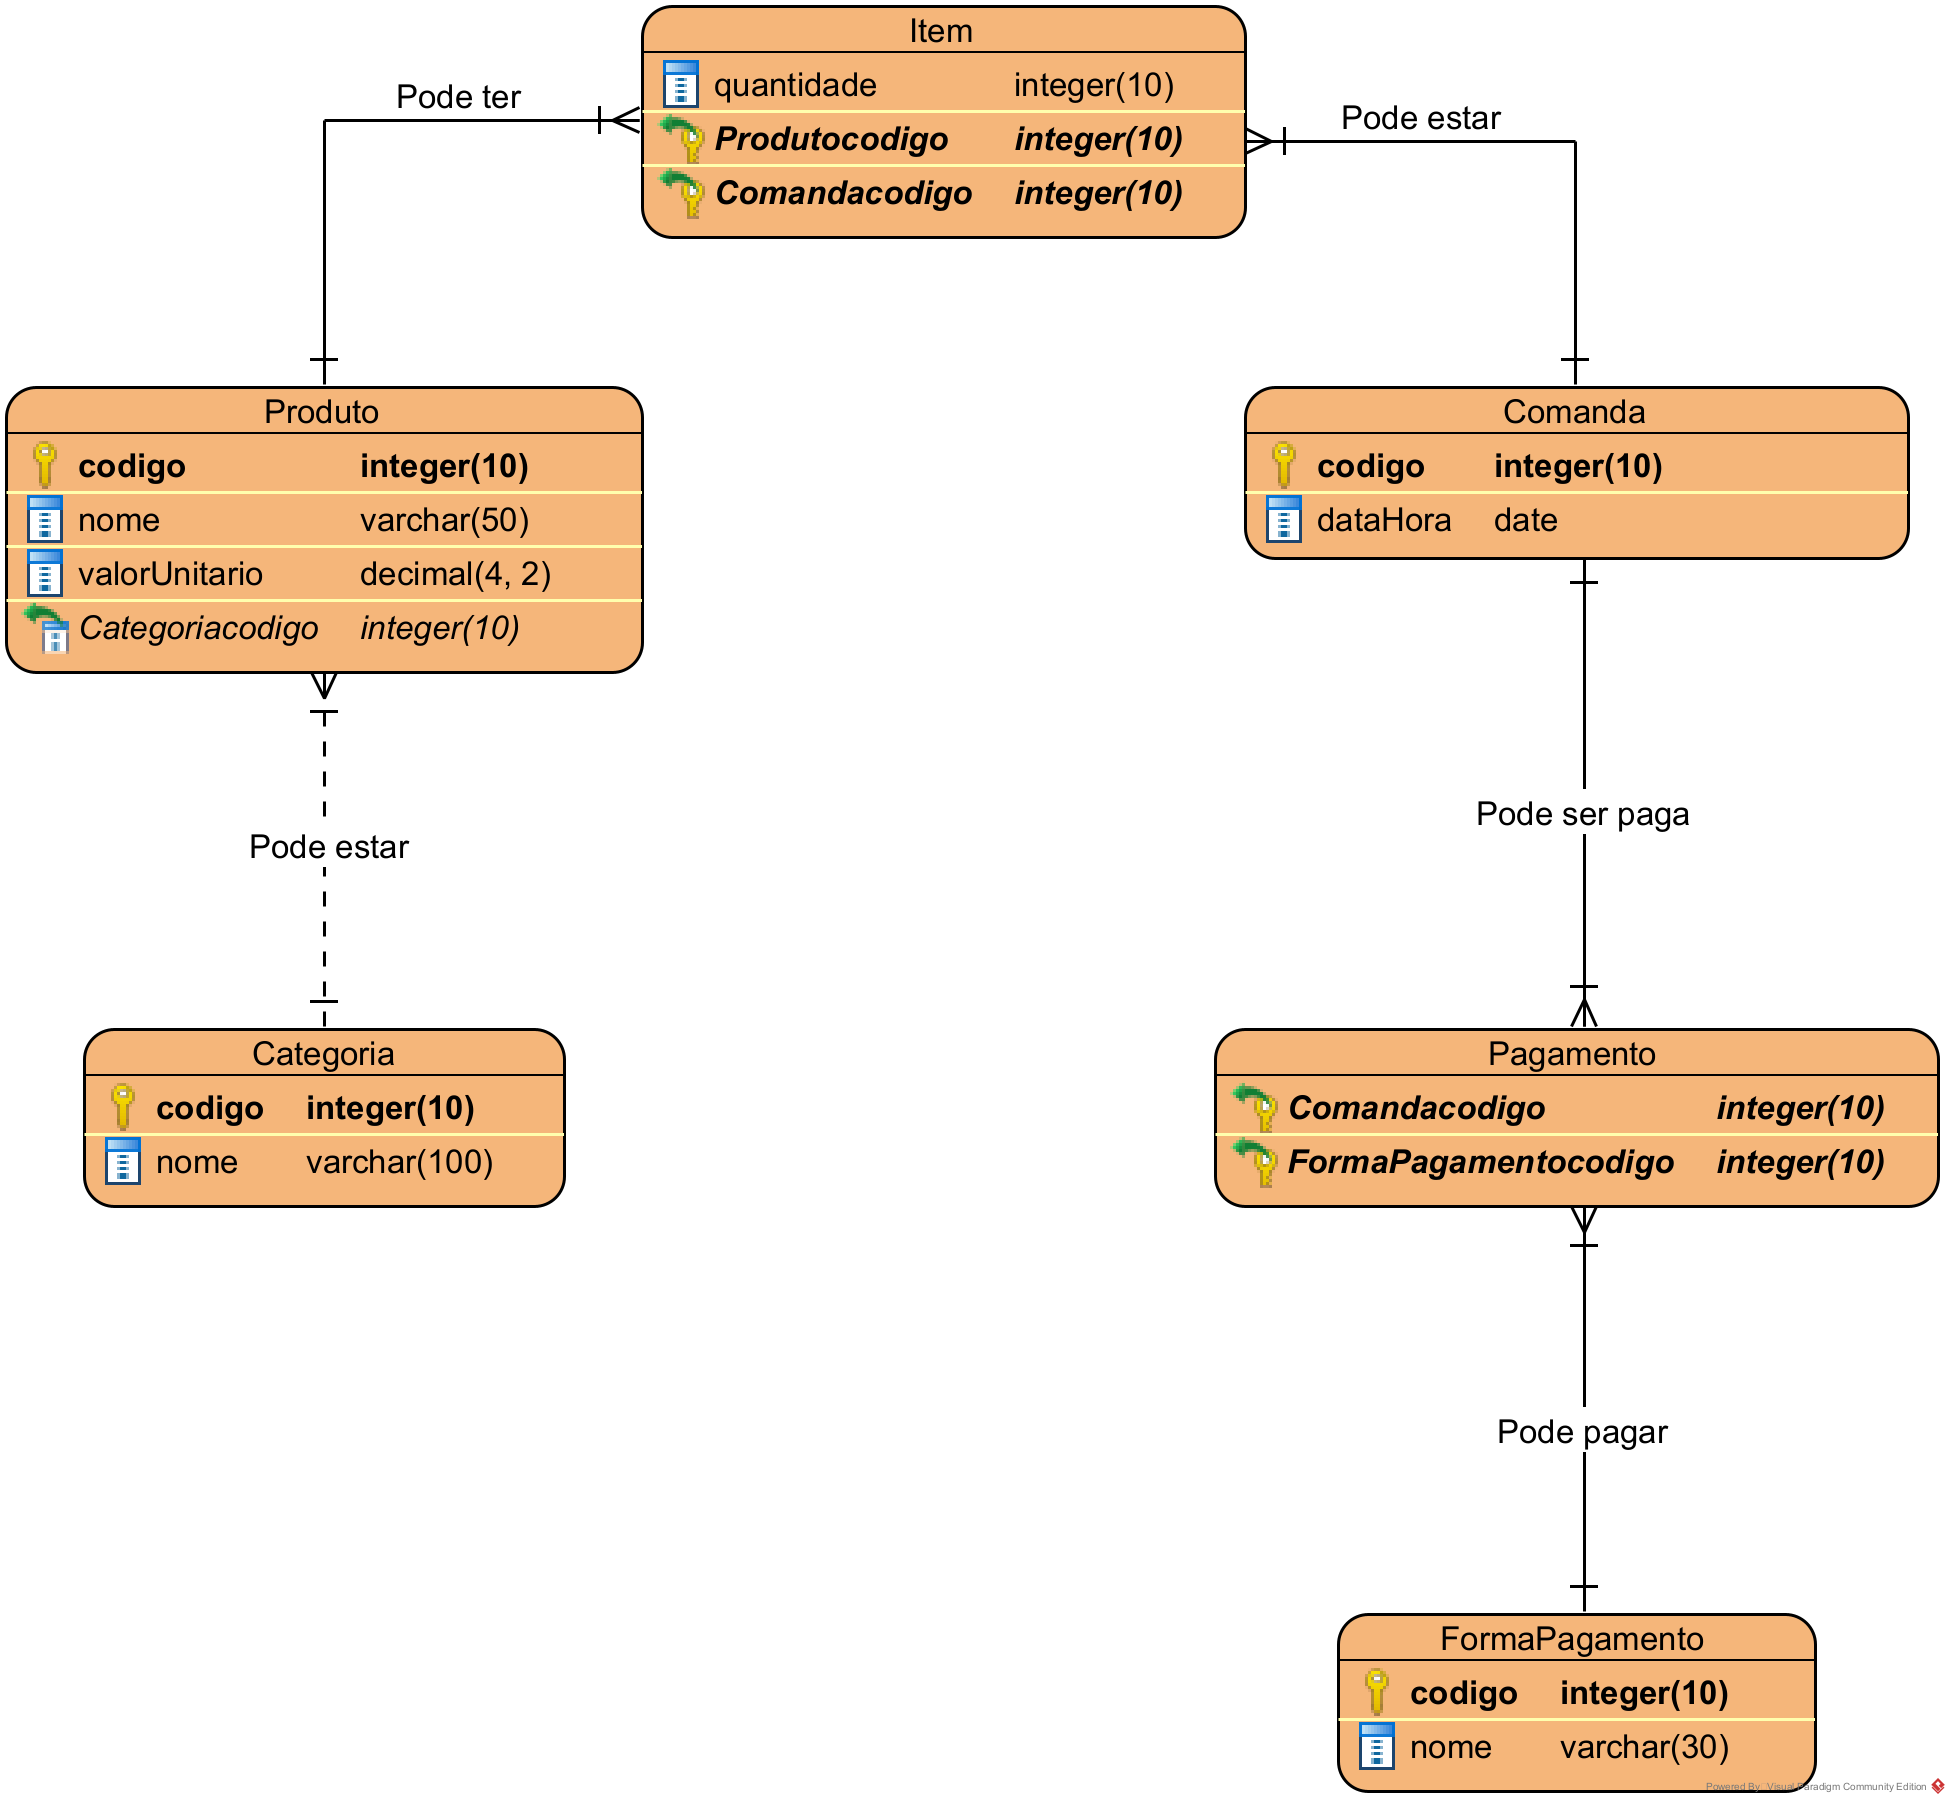 Item
quantidade integer(10)
Produtocodigo integer(10)
Comandacodigo integer(10)
Pode ter
Pode estar
Produto
codigo integer(10)
nome varchar(50)
valorUnitario decimal(4, 2)
Categoriacodigo integer(10)
Comanda
codigo integer(10)
dataHora date
Pode estar
Pode ser paga
Categoria
codigo integer(10)
nome varchar(100)
Pagamento
Comandacodigo integer(10)
FormaPagamentocodigo integer(10)
Pode pagar
FormaPagamento
codigo integer(10)
nome varchar(30)
Powered By Visual Paradigm Community Edition